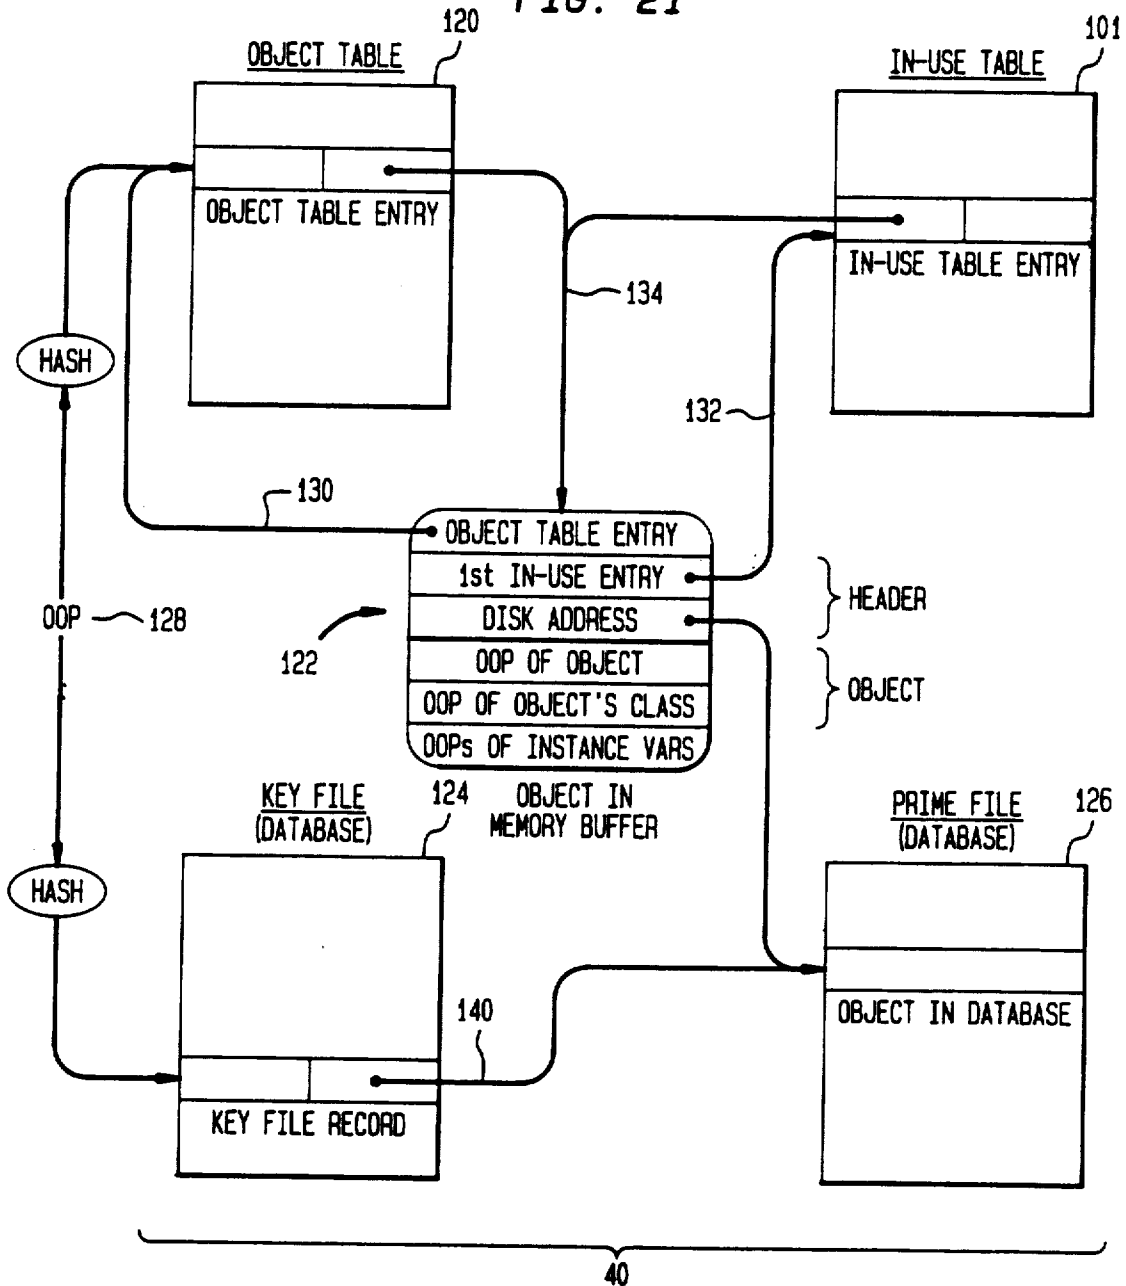 FIG. 21
120
101
OBJECT TABLE
IN-USE TABLE
OBJECT TABLE ENTRY
IN-USE TABLE ENTRY
134
HASH
132
130
OBJECT TABLE ENTRY
1st IN-USE ENTRY
HEADER
DISK ADDRESS
OOP
128
122
OOP OF OBJECT
OBJECT
OOP OF OBJECT'S CLASS
OOPs OF INSTANCE VARS
OBJECT IN
MEMORY BUFFER
KEY FILE
(DATABASE)
124
PRIME FILE
(DATABASE)
126
HASH
OBJECT IN DATABASE
140
KEY FILE RECORD
40